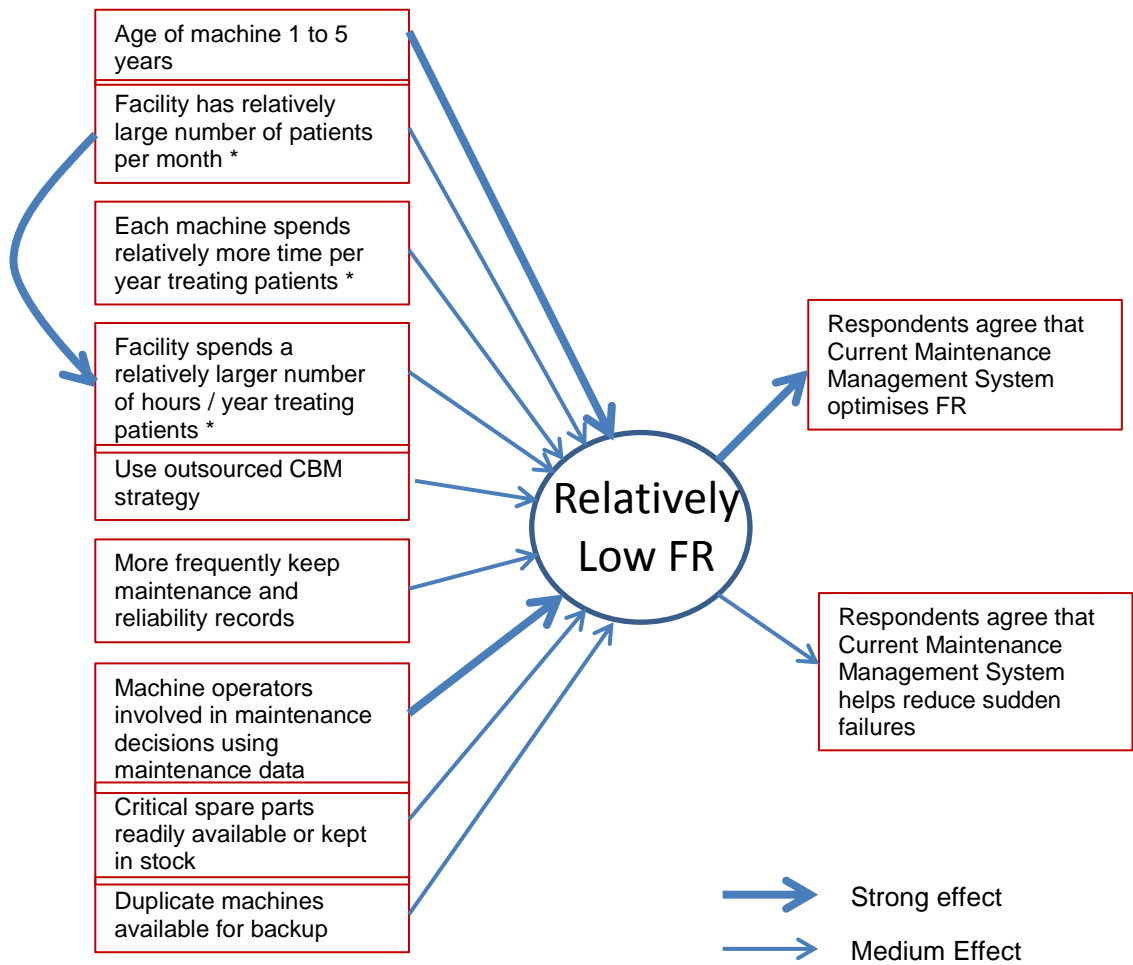 Age of machine 1 to 5
years
Facility has relatively
large number of patients
per month *
Each machine spends
relatively more time per
year treating patients *
Facility spends a
relatively larger number
of hours / year treating
patients *
Use outsourced CBM
strategy
More frequently keep
maintenance and
reliability records
Machine operators
involved in maintenance
decisions using
maintenance data
Critical spare parts
readily available or kept
in stock
Duplicate machines
available for backup
Relatively
Low FR
Respondents agree that
Current Maintenance
Management System
optimises FR
Respondents agree that
Current Maintenance
Management System
helps reduce sudden
failures
Strong effect
Medium Effect